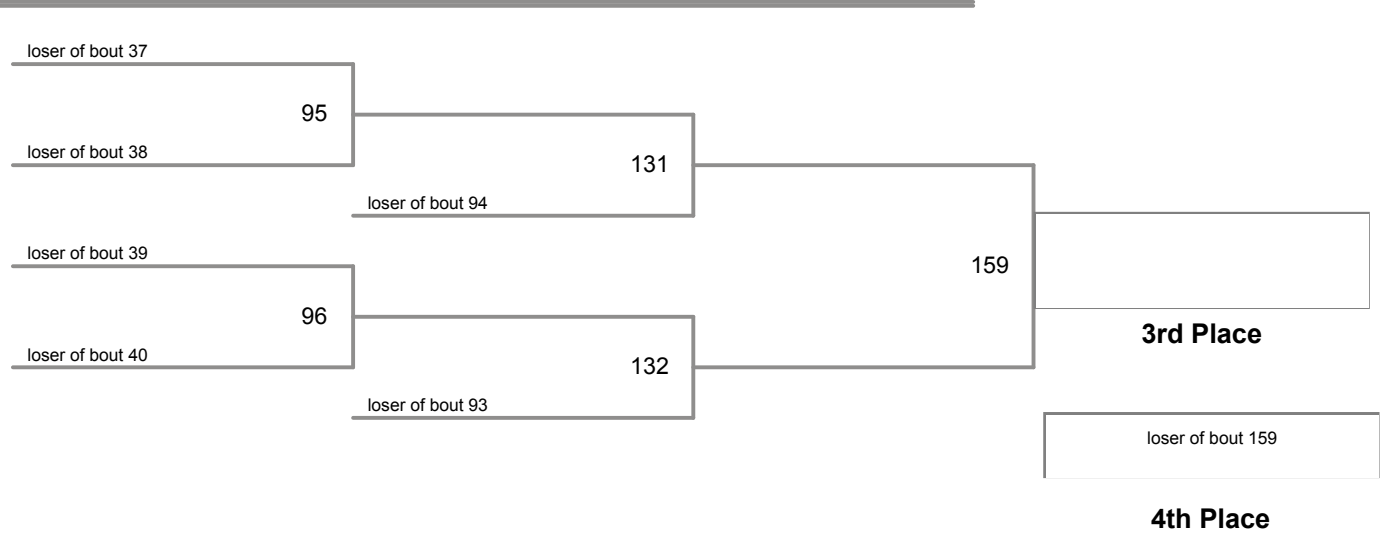 loser of bout 37
95
loser of bout 38
131
loser of bout 94
loser of bout 39
159
96
3rd Place
loser of bout 40
132
loser of bout 93
loser of bout 159
4th Place